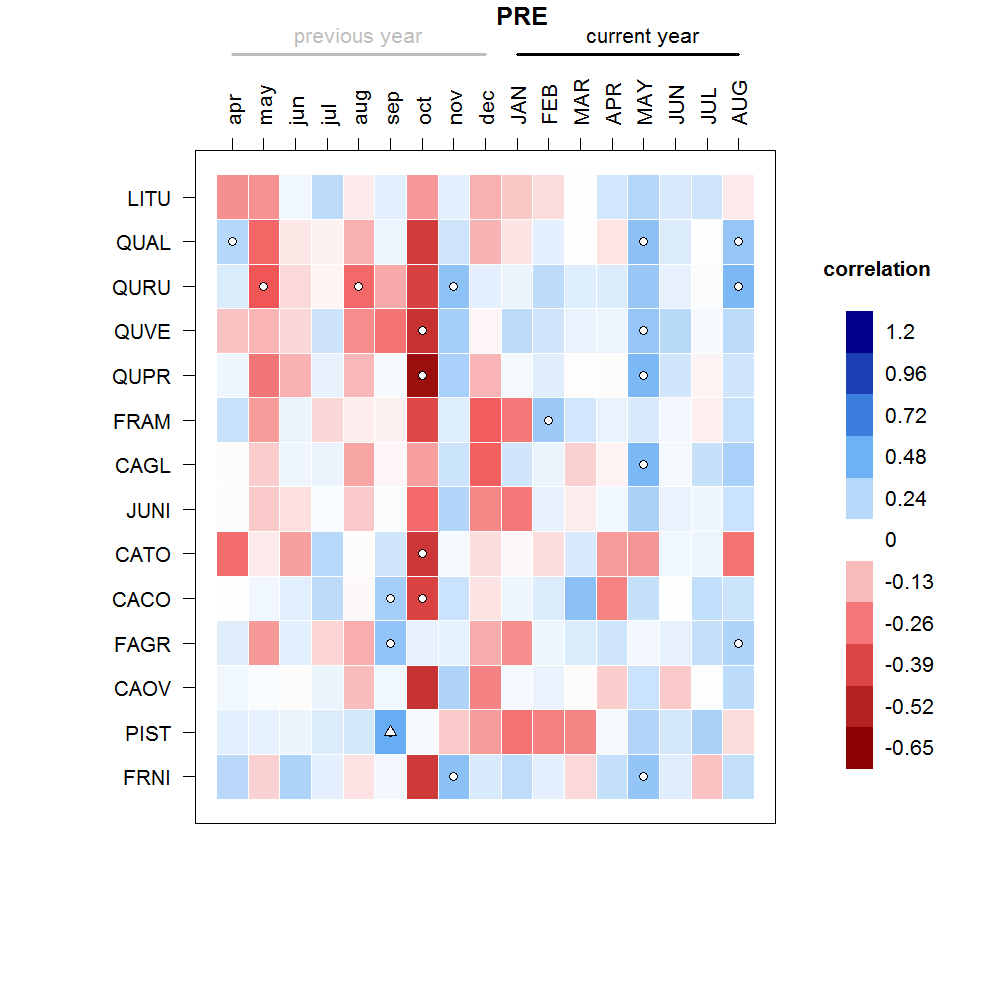 PRE
previous year current year
apr may jun jul aug sep oct nov dec JAN FEB MAR APR MAY JUN JUL AUG
LITU
QUAL
QURU
QUVE
QUPR
FRAM
CAGL
JUNI
CATO
CACO
FAGR
CAOV
PIST
FRNI
correlation
1.2
0.96
0.72
0.48
0.24
0
-0.13
-0.26
-0.39
-0.52
-0.65